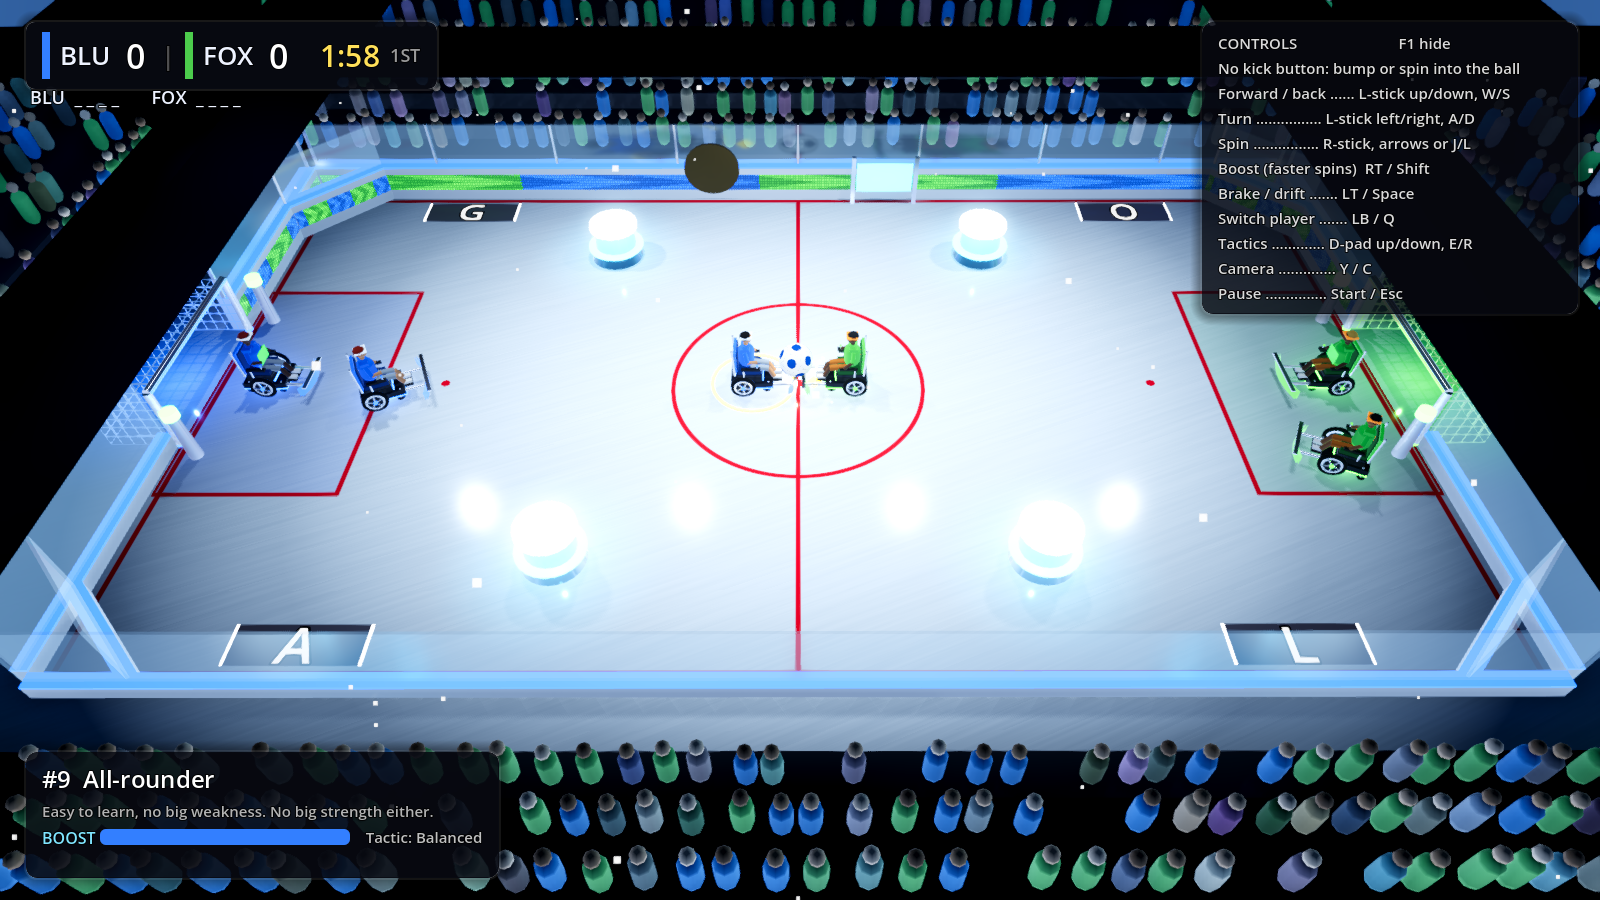 BLU 0 | FOX 0 1:58 1ST
BLU _ _ _ _ FOX _ _ _ _
CONTROLS F1 hide
No kick button: bump or spin into the ball
Forward / back ...... L-stick up/down, W/S
Turn ............... L-stick left/right, A/D
Spin ................ R-stick, arrows or J/L
Boost (faster spins) RT / Shift
Brake / drift ....... LT / Space
Switch player ....... LB / Q
Tactics ............. D-pad up/down, E/R
Camera .............. Y / C
Pause ............... Start / Esc
G O
A L
#9 All-rounder
Easy to learn, no big weakness. No big strength either.
BOOST Tactic: Balanced